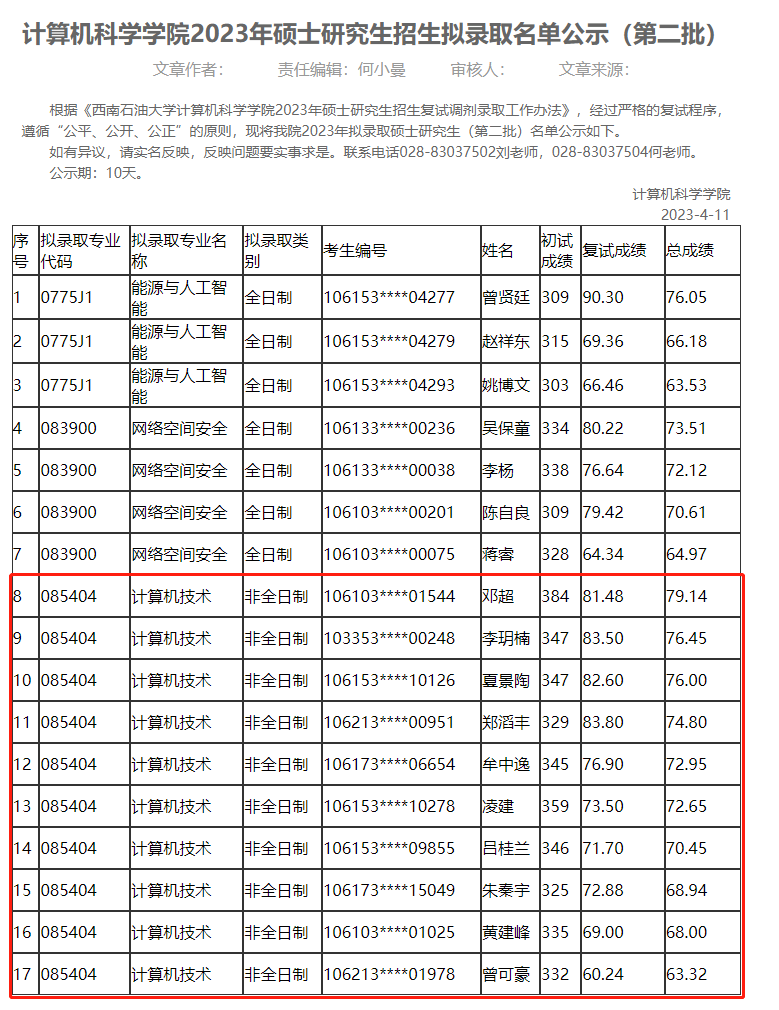 计算机科学学院2023年硕士研究生招生拟录取名单公示（第二批）
文章作者： 责任编辑：何小曼 审核人： 文章来源：
根据《西南石油大学计算机科学学院2023年硕士研究生招生复试调剂录取工作办法》，经过严格的复试程序，
遵循“公平、公开、公正”的原则，现将我院2023年拟录取硕士研究生（第二批）名单公示如下。
如有异议，请实名反映，反映问题要实事求是。联系电话028-83037502刘老师，028-83037504何老师。
公示期：10天。
计算机科学学院
2023-4-11
序号 拟录取专业代码 拟录取专业名称 拟录取类别 考生编号 姓名 初试成绩 复试成绩 总成绩
1 0775J1 能源与人工智能 全日制 106153****04277 曾贤廷 309 90.30 76.05
2 0775J1 能源与人工智能 全日制 106153****04279 赵祥东 315 69.36 66.18
3 0775J1 能源与人工智能 全日制 106153****04293 姚博文 303 66.46 63.53
4 083900 网络空间安全 全日制 106133****00236 吴保童 334 80.22 73.51
5 083900 网络空间安全 全日制 106133****00038 李杨 338 76.64 72.12
6 083900 网络空间安全 全日制 106103****00201 陈自良 309 79.42 70.61
7 083900 网络空间安全 全日制 106103****00075 蒋睿 328 64.34 64.97
8 085404 计算机技术 非全日制 106103****01544 邓超 384 81.48 79.14
9 085404 计算机技术 非全日制 103353****00248 李玥楠 347 83.50 76.45
10 085404 计算机技术 非全日制 106153****10126 夏景陶 347 82.60 76.00
11 085404 计算机技术 非全日制 106213****00951 郑滔丰 329 83.80 74.80
12 085404 计算机技术 非全日制 106173****06654 牟中逸 345 76.90 72.95
13 085404 计算机技术 非全日制 106153****10278 凌建 359 73.50 72.65
14 085404 计算机技术 非全日制 106153****09855 吕桂兰 346 71.70 70.45
15 085404 计算机技术 非全日制 106173****15049 朱秦宇 325 72.88 68.94
16 085404 计算机技术 非全日制 106103****01025 黄建峰 335 69.00 68.00
17 085404 计算机技术 非全日制 106213****01978 曾可豪 332 60.24 63.32